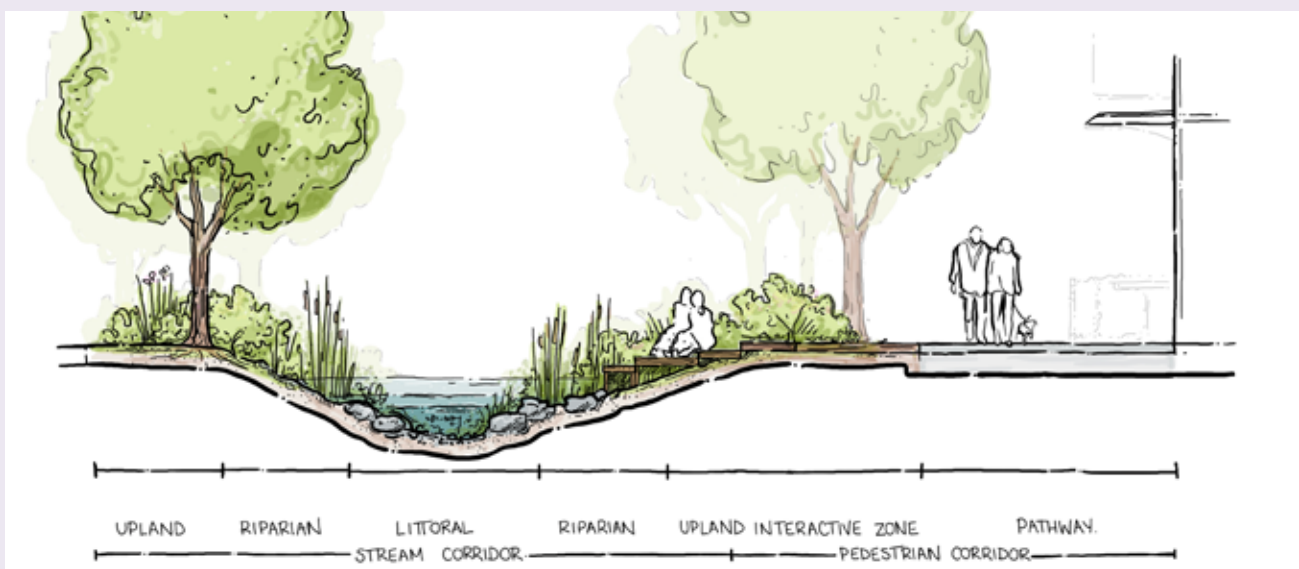 UPLAND RIPARIAN LITTORAL RIPARIAN UPLAND INTERACTIVE ZONE PATHWAY.
STREAM CORRIDOR PEDESTRIAN CORRIDOR